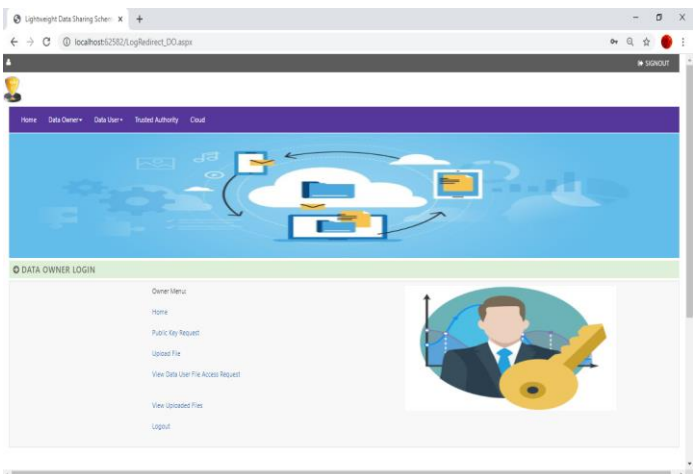 Lightweight Data Sharing Schem
localhost:62582/LogRedirect_DO.aspx
SIGNOUT
Home Data Owner Data User Trusted Authority Cloud
DATA OWNER LOGIN
Owner Menu:
Home
Public Key Request
Upload File
View Data User File Access Request
View Uploaded Files
Logout